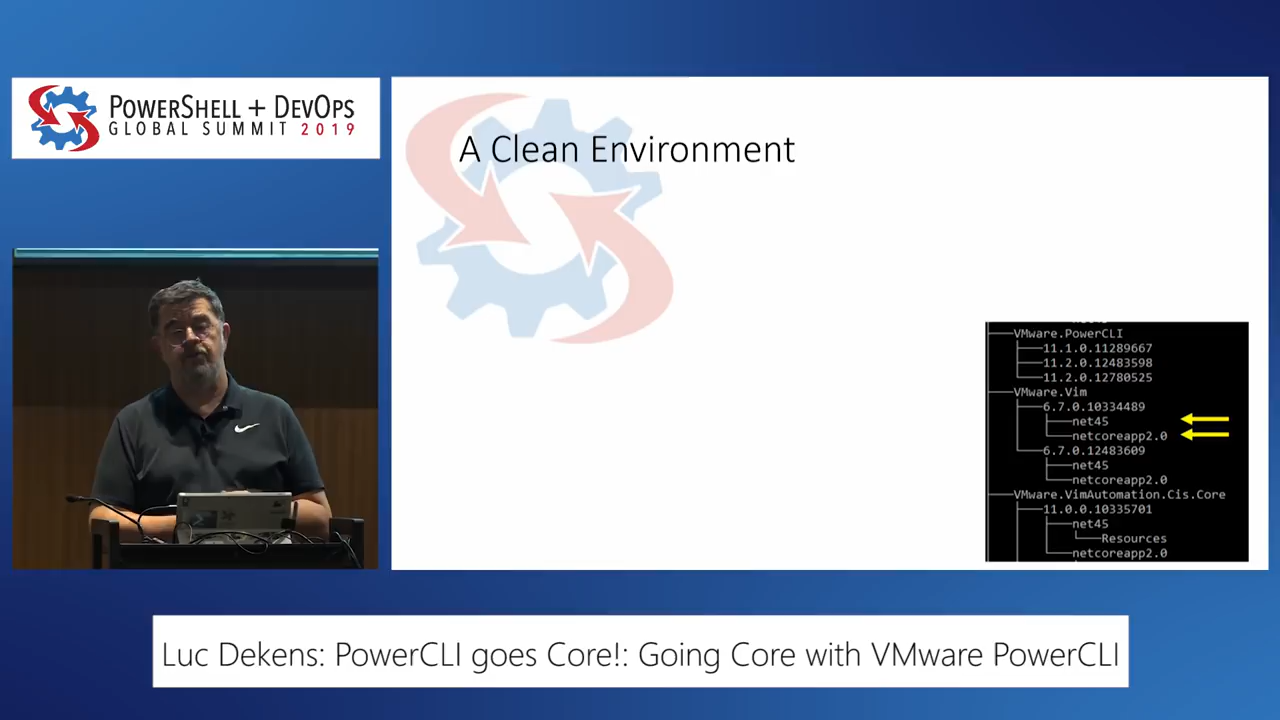 POWERSHELL + DEVOPS
GLOBAL SUMMIT 2019
A Clean Environment
VMware.PowerCLI
11.1.0.11289667
11.2.0.12483598
11.2.0.12780525
VMware.Vim
6.7.0.10334489
net45
netcoreapp2.0
6.7.0.12483609
net45
netcoreapp2.0
VMware.VimAutomation.Cis.Core
11.0.0.10335701
net45
Resources
netcoreapp2.0
Luc Dekens: PowerCLI goes Core!: Going Core with VMware PowerCLI